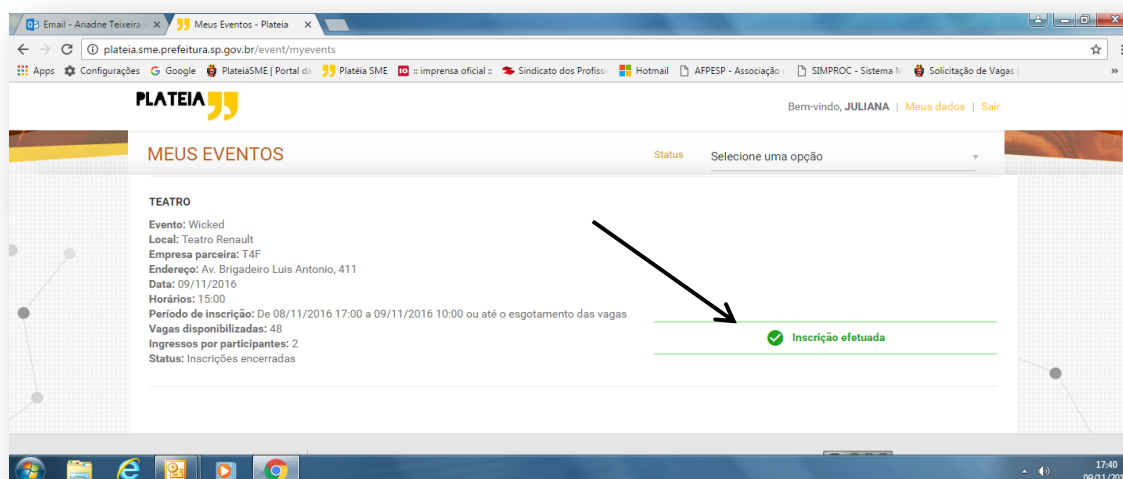 Email - Ariadne Teixeira
Meus Eventos - Plateia
plateia.sme.prefeitura.sp.gov.br/event/myevents
Apps Configurações Google PlateiaSME | Portal da Platéia SME :: imprensa oficial :: Sindicato dos Profissi Hotmail AFPESP - Associação SIMPROC - Sistema Solicitação de Vagas
PLATEIA
Bem-vindo, JULIANA | Meus dados | Sair
MEUS EVENTOS
Status Selecione uma opção
TEATRO
Evento: Wicked
Local: Teatro Renault
Empresa parceira: T4F
Endereço: Av. Brigadeiro Luis Antonio, 411
Data: 09/11/2016
Horários: 15:00
Período de inscrição: De 08/11/2016 17:00 a 09/11/2016 10:00 ou até o esgotamento das vagas
Vagas disponibilizadas: 48
Ingressos por participantes: 2
Status: Inscrições encerradas
Inscrição efetuada
17:40